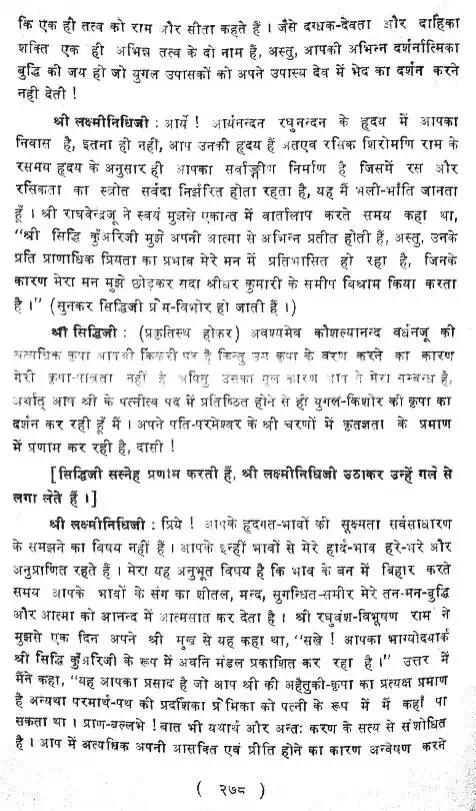 कि एक ही तत्व को राम और सीता कहते हैं । जैसे दग्धक-देवता और दाहिका
शक्ति एक ही अभिन्न तत्व के दो नाम हैं, अस्तु, आपकी अभिन्न दर्शनात्मिका
बुद्धि की जय हो जो युगल उपासकों को अपने उपास्य देव में भेद का दर्शन करने
नही देती !
श्री लक्ष्मीनिधिजी : आर्ये ! आर्यनन्दन रघुनन्दन के हृदय में आपका
निवास है, इतना ही नहीं, आप उनकी हृदय हैं अतएव रसिक शिरोमणि राम के
रसमय हृदय के अनुसार ही आपका सर्वाङ्गीण निर्माण है जिसमें रस और
रसिकता का स्त्रोत सर्वदा निर्झरित होता रहता है, यह मैं भली-भाँति जानता
हूँ । श्री राघवेन्द्रजू ने स्वयं मुझसे एकान्त में वार्तालाप करते समय कहा था,
“श्री सिद्धि कुँअरिजी मुझे अपनी आत्मा से अभिन्न प्रतीत होती हैं, अस्तु, उनके
प्रति प्राणाधिक प्रियता का प्रभाव मेरे मन में प्रतिभासित हो रहा है, जिनके
कारण मेरा मन मुझे छोड़कर सदा श्रीधर कुमारी के समीप विश्राम किया करता
है ।” (सुनकर सिद्धिजी प्रेम-विभोर हो जाती हैं ।)
श्री सिद्धिजी : (प्रकृतिस्थ होकर) अवश्यमेव कौशल्यानन्द वर्धनजू की
अत्यधिक कृपा आपकी किंकरी पर है किन्तु उस कृपा के वरण करने का कारण
मेरी कृपा-पात्रता नहीं है अपितु उसका मूल कारण आप से मेरा सम्बन्ध है,
अर्थात् आप श्री के पत्नीत्व पद में प्रतिष्ठित होने से ही युगल-किशोर की कृपा का
दर्शन कर रही हूँ मैं । अपने पति-परमेश्वर के श्री चरणों में कृतज्ञता के प्रमाण
में प्रणाम कर रही है, दासी !
[सिद्धिजी सस्नेह प्रणाम करती हैं, श्री लक्ष्मीनिधिजी उठाकर उन्हें गले से
लगा लेते हैं ।]
श्री लक्ष्मीनिधिजी : प्रिये ! आपके हृदगत-भावों की सूक्ष्मता सर्वसाधारण
के समझने का विषय नहीं हैं । आपके इन्हीं भावों से मेरे हार्द-भाव हरे-भरे और
अनुप्राणित रहते हैं । मेरा यह अनुभूत विषय है कि भाव के बन में बिहार करते
समय आपके भावों के संग का शीतल, मन्द, सुगन्धित-समीर मेरे तन-मन-बुद्धि
और आत्मा को आनन्द में आत्मसात कर देता है । श्री रघुवंश-विभूषण राम ने
मुझसे एक दिन अपने श्री मुख से यह कहा था, “सखे ! आपका भाग्योदयार्क
श्री सिद्धि कुँअरिजी के रूप में अवनि मंडल प्रकाशित कर रहा है ।” उत्तर में
मैंने कहा, “यह आपका प्रसाद है जो आप श्री की अहैतुकी-कृपा का प्रत्यक्ष प्रमाण
है अन्यथा परमार्थ-पथ की प्रदर्शिका प्रेमिका को पत्नी के रूप में मैं कहाँ पा
सकता था । प्राण-बल्लभे ! बात भी यथार्थ और अन्तः करण के सत्य से संशोधित
है । आप में अत्यधिक अपनी आसक्ति एवं प्रीति होने का कारण अन्वेषण करने
( २७८ )